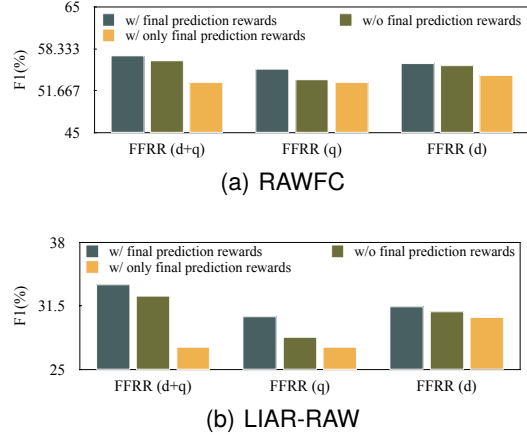 65
w/ final prediction rewards
w/o final prediction rewards
w/ only final prediction rewards
58.333
F1(%)
51.667
45
FFRR (d+q)
FFRR (q)
FFRR (d)
(a) RAWFC
38
w/ final prediction rewards
w/o final prediction rewards
w/ only final prediction rewards
31.5
F1(%)
25
FFRR (d+q)
FFRR (q)
FFRR (d)
(b) LIAR-RAW